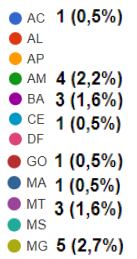 AC 1 (0,5%)
AL
AP
AM 4 (2,2%)
BA 3 (1,6%)
CE 1 (0,5%)
DF
GO 1 (0,5%)
MA 1 (0,5%)
MT 3 (1,6%)
MS
MG 5 (2,7%)